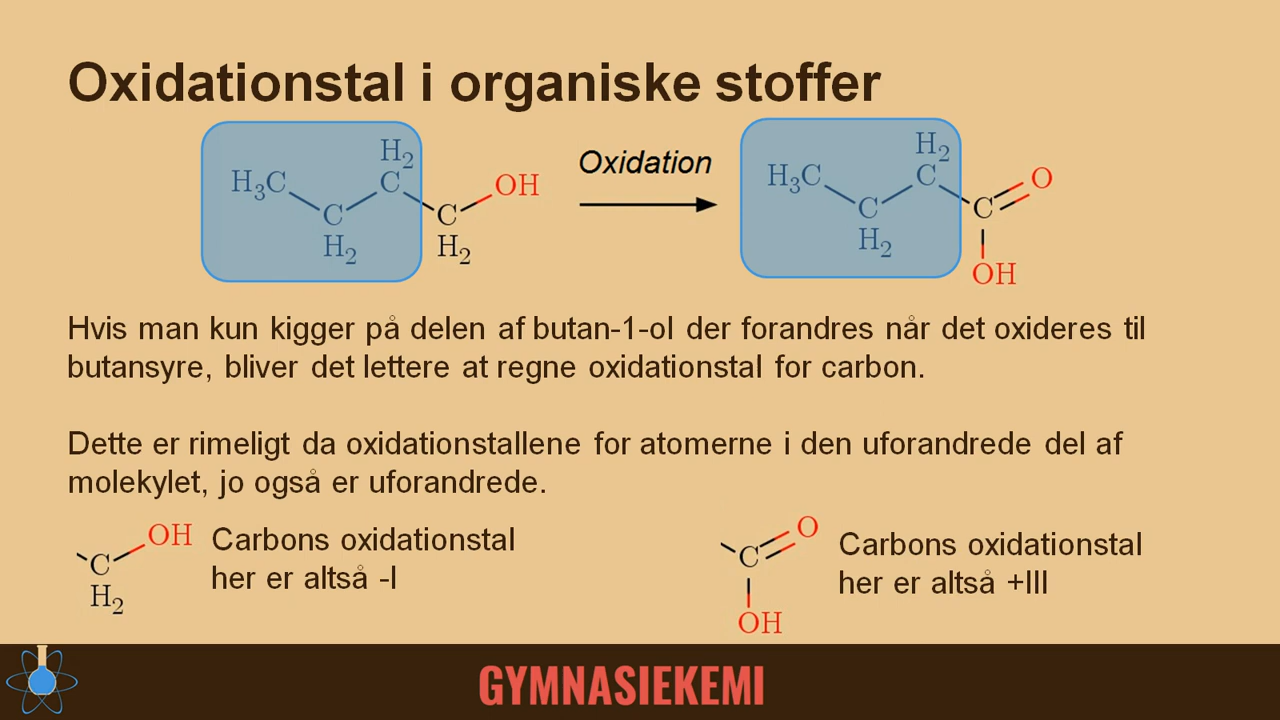 Oxidationstal i organiske stoffer
H₂
H₃C
C
OH
C
C
H₂
H₂
Oxidation
H₂
H₃C
C
O
C
C
H₂
OH
Hvis man kun kigger på delen af butan-1-ol der forandres når det oxideres til
butansyre, bliver det lettere at regne oxidationstal for carbon.
Dette er rimeligt da oxidationstallene for atomerne i den uforandrede del af
molekylet, jo også er uforandrede.
OH
C
H₂
Carbons oxidationstal
her er altså -I
O
C
OH
Carbons oxidationstal
her er altså +III
GYMNASIEKEMI